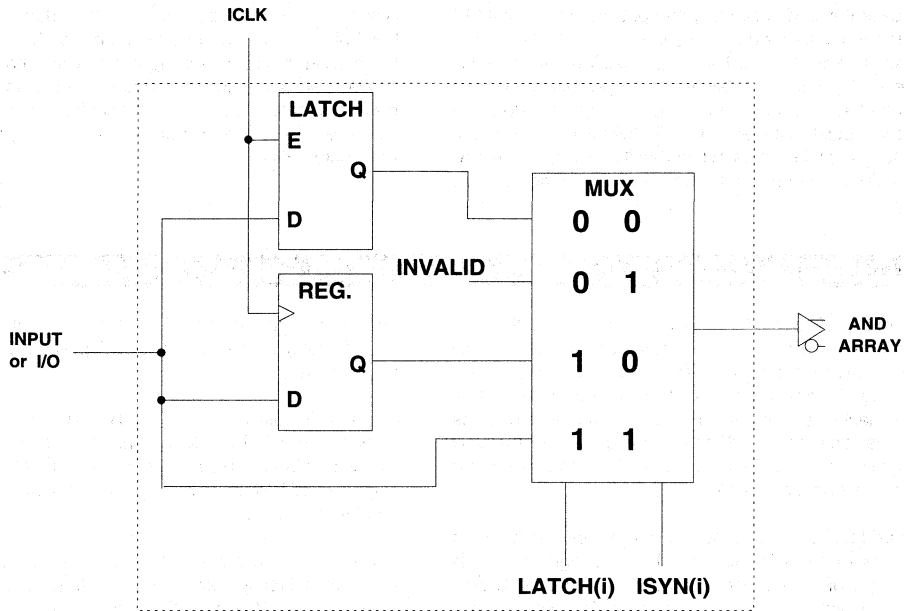 ICLK
LATCH
E
Q
D
MUX
0 0
INVALID
0 1
REG.
INPUT
or I/O
AND
ARRAY
Q
1 0
D
1 1
LATCH(i) ISYN(i)